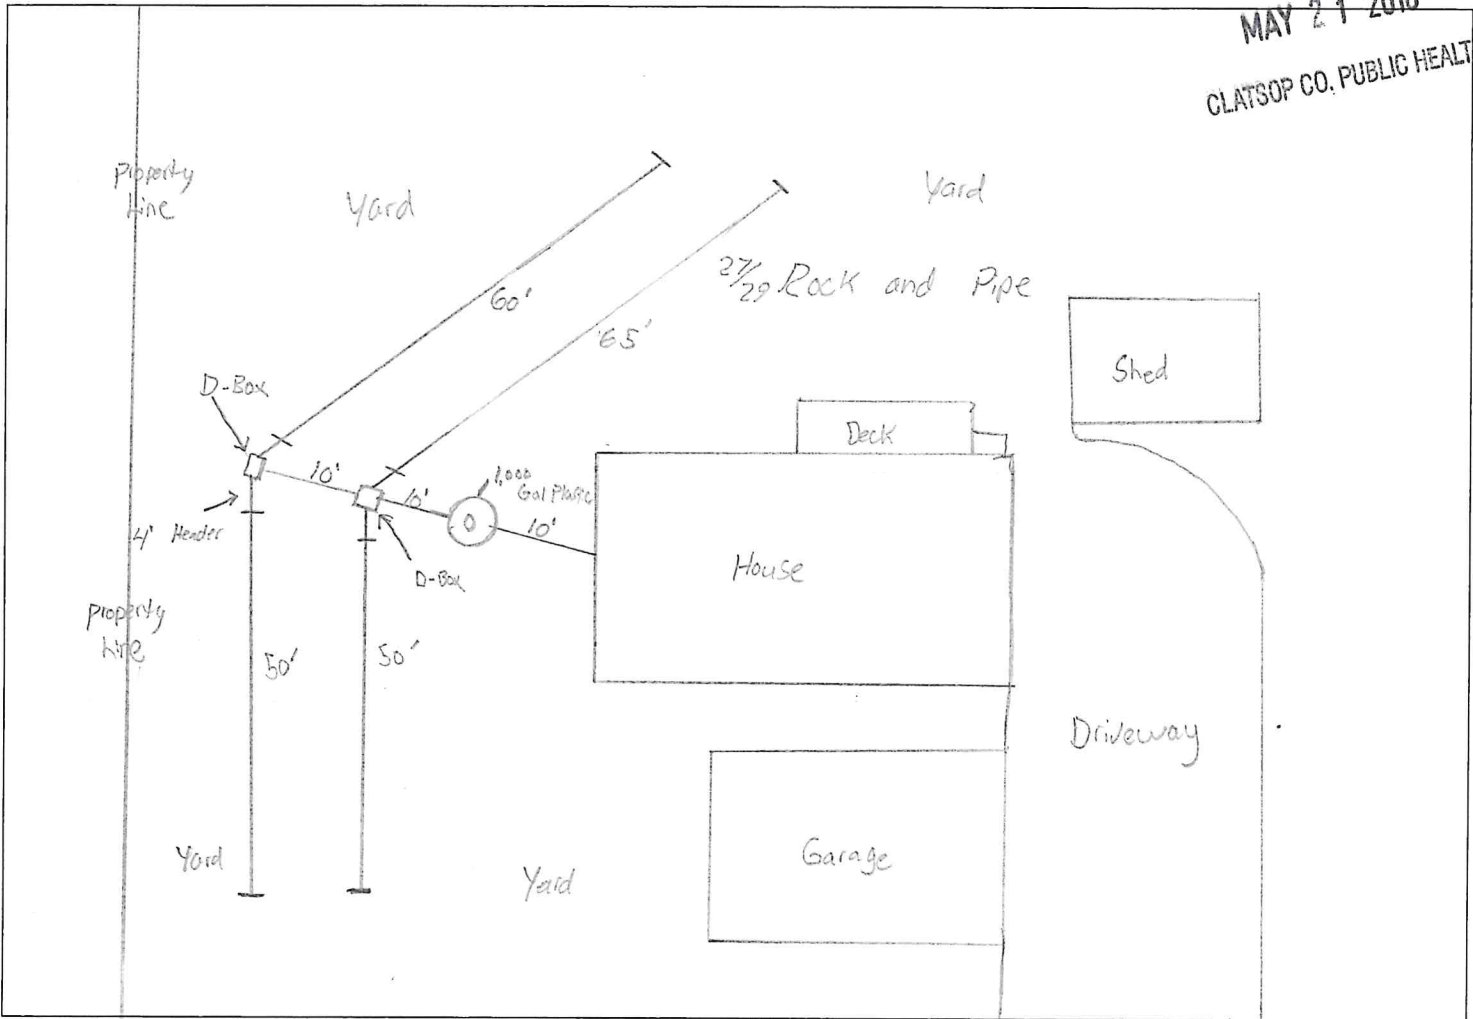 MAY 21 2018
CLATSOP CO. PUBLIC HEALT
Property
Line
Yard
Yard
60'
27/29 Rock and Pipe
65'
Shed
D-Box
Deck
10'
10'
1,000
Gal Plastic
10'
4' Header
House
D-Box
Property
Line
50'
50'
Driveway
Yard
Yard
Garage